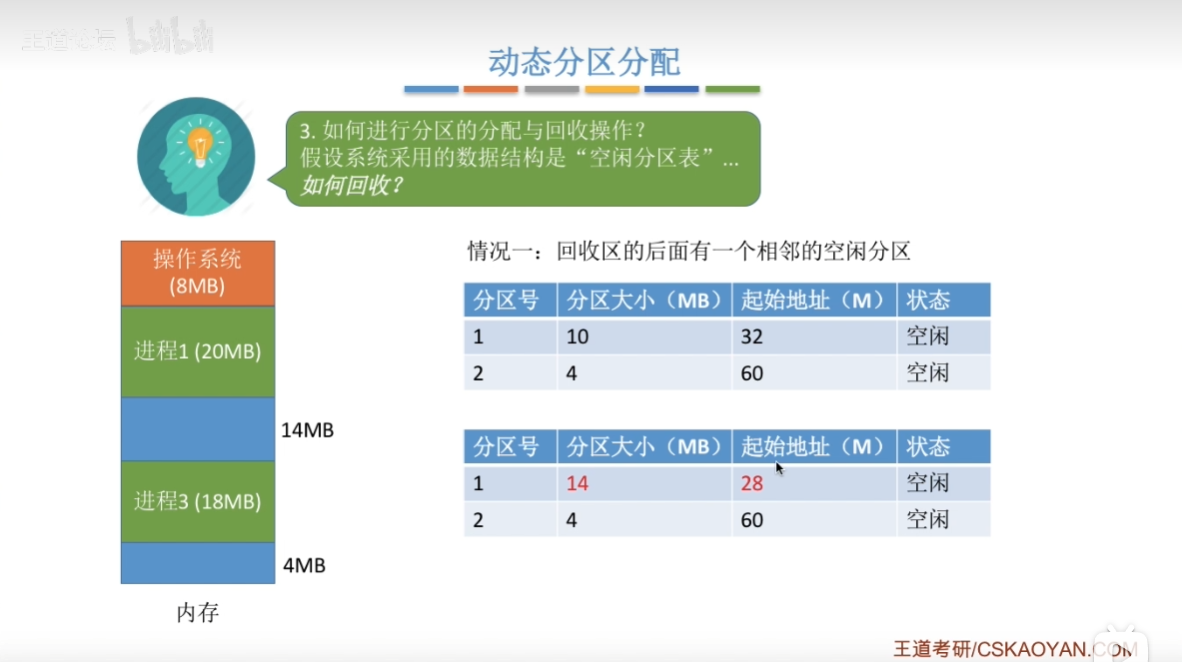 王道论坛 bilibili
动态分区分配
3. 如何进行分区的分配与回收操作?
假设系统采用的数据结构是“空闲分区表”...
如何回收?
操作系统
(8MB)
进程1 (20MB)
14MB
进程3 (18MB)
4MB
内存
情况一：回收区的后面有一个相邻的空闲分区
分区号 分区大小（MB） 起始地址（M） 状态
1 10 32 空闲
2 4 60 空闲
分区号 分区大小（MB） 起始地址（M） 状态
1 14 28 空闲
2 4 60 空闲
王道考研/CSKAOYAN.COM